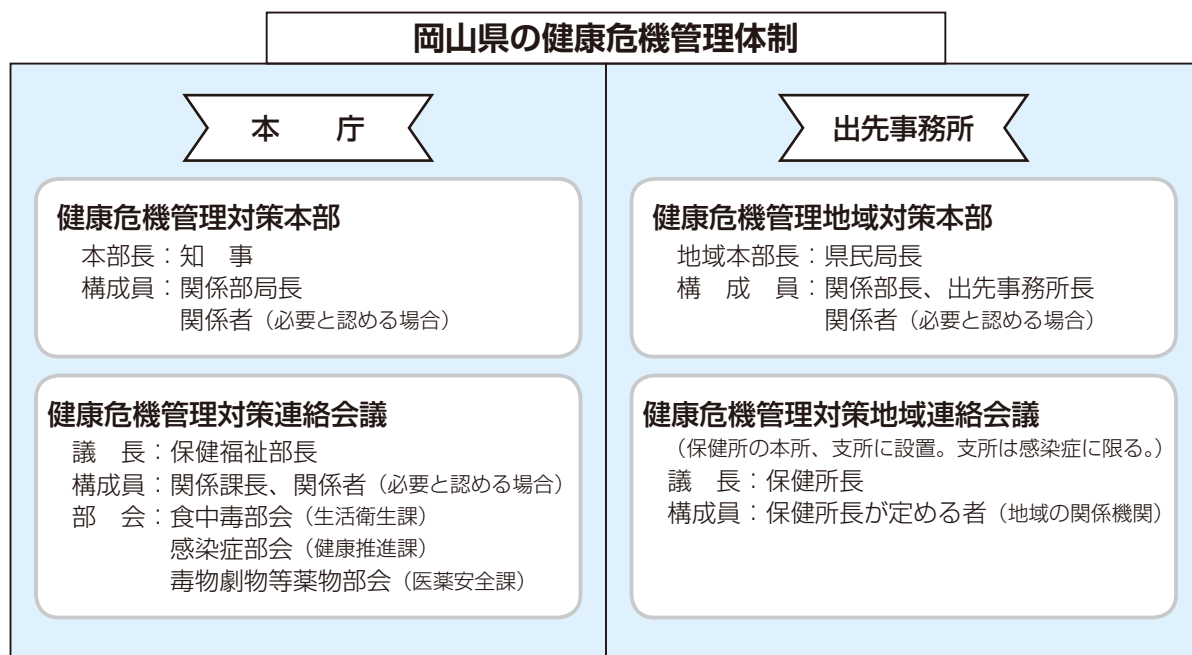 岡山県の健康危機管理体制
本　　庁
健康危機管理対策本部
本部長：知　事
構成員：関係部局長
関係者（必要と認める場合）
健康危機管理対策連絡会議
議　長：保健福祉部長
構成員：関係課長、関係者（必要と認める場合）
部　会：食中毒部会（生活衛生課）
感染症部会（健康推進課）
毒物劇物等薬物部会（医薬安全課）
出先事務所
健康危機管理地域対策本部
地域本部長：県民局長
構　成　員：関係部長、出先事務所長
関係者（必要と認める場合）
健康危機管理対策地域連絡会議
（保健所の本所、支所に設置。支所は感染症に限る。）
議　長：保健所長
構成員：保健所長が定める者（地域の関係機関）